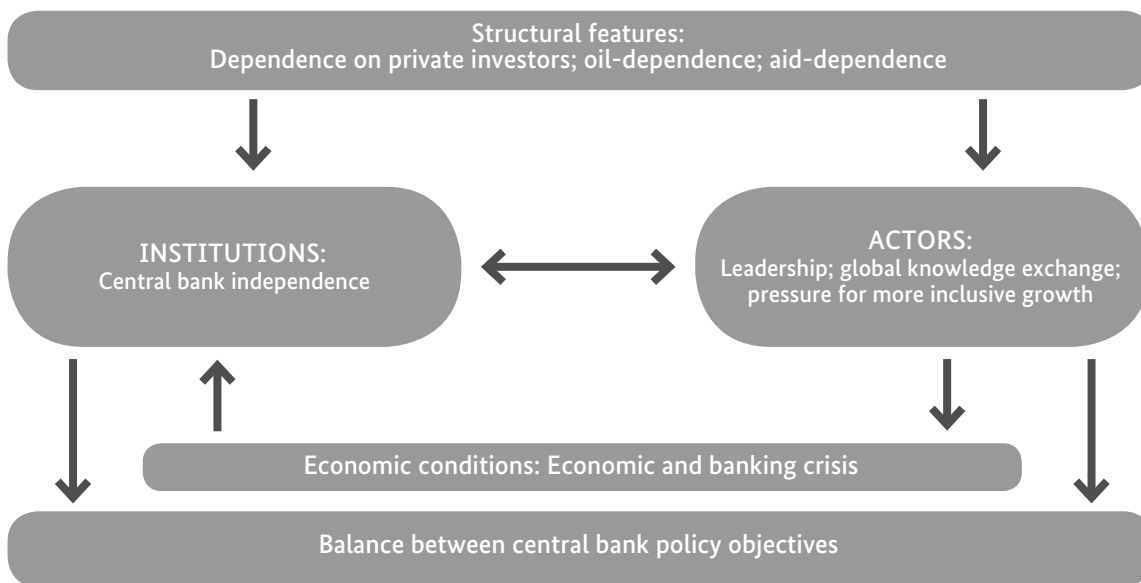 Structural features:
Dependence on private investors; oil-dependence; aid-dependence
INSTITUTIONS:
Central bank independence
ACTORS:
Leadership; global knowledge exchange;
pressure for more inclusive growth
Economic conditions: Economic and banking crisis
Balance between central bank policy objectives